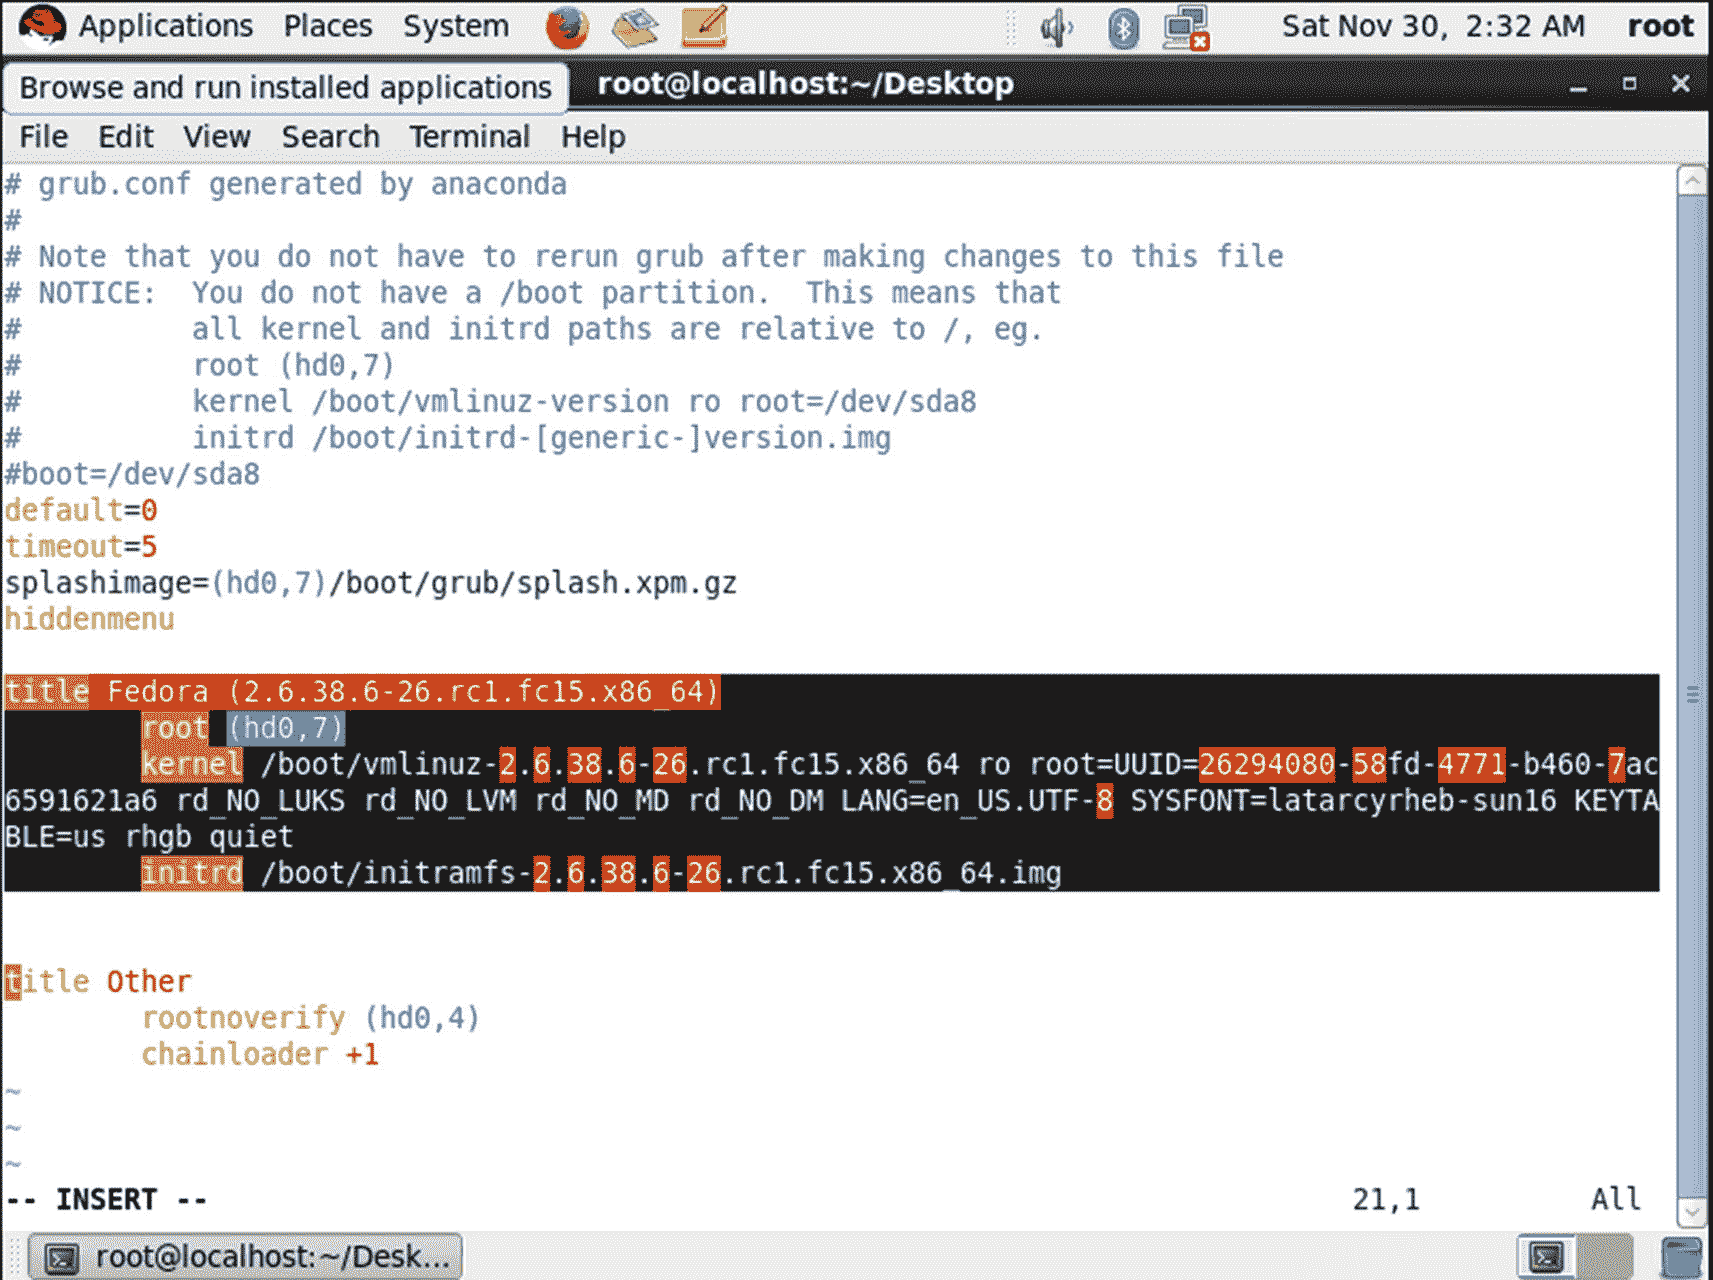 Applications Places System Sat Nov 30, 2:32 AM root
Browse and run installed applications root@localhost:~/Desktop
File Edit View Search Terminal Help
# grub.conf generated by anaconda
#
# Note that you do not have to rerun grub after making changes to this file
# NOTICE:  You do not have a /boot partition.  This means that
#          all kernel and initrd paths are relative to /, eg.
#          root (hd0,7)
#          kernel /boot/vmlinuz-version ro root=/dev/sda8
#          initrd /boot/initrd-[generic-]version.img
#boot=/dev/sda8
default=0
timeout=5
splashimage=(hd0,7)/boot/grub/splash.xpm.gz
hiddenmenu
title Fedora (2.6.38.6-26.rc1.fc15.x86_64)
        root (hd0,7)
        kernel /boot/vmlinuz-2.6.38.6-26.rc1.fc15.x86_64 ro root=UUID=26294080-58fd-4771-b460-7ac
6591621a6 rd_NO_LUKS rd_NO_LVM rd_NO_MD rd_NO_DM LANG=en_US.UTF-8 SYSFONT=latarcyrheb-sun16 KEYTA
BLE=us rhgb quiet
        initrd /boot/initramfs-2.6.38.6-26.rc1.fc15.x86_64.img
title Other
        rootnoverify (hd0,4)
        chainloader +1
~
~
~
-- INSERT -- 21,1 All
root@localhost:~/Desk...